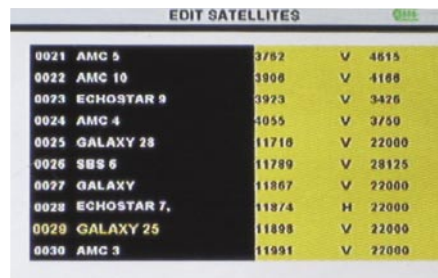 EDIT SATELLITES
0021 AMC 5 3762 V 4615
0022 AMC 10 3906 V 4166
0023 ECHOSTAR 9 3923 V 3426
0024 AMC 4 4055 V 3750
0025 GALAXY 28 11716 V 22000
0026 SBS 6 11789 V 28125
0027 GALAXY 11867 V 22000
0028 ECHOSTAR 7, 11874 H 22000
0029 GALAXY 25 11898 V 22000
0030 AMC 3 11991 V 22000